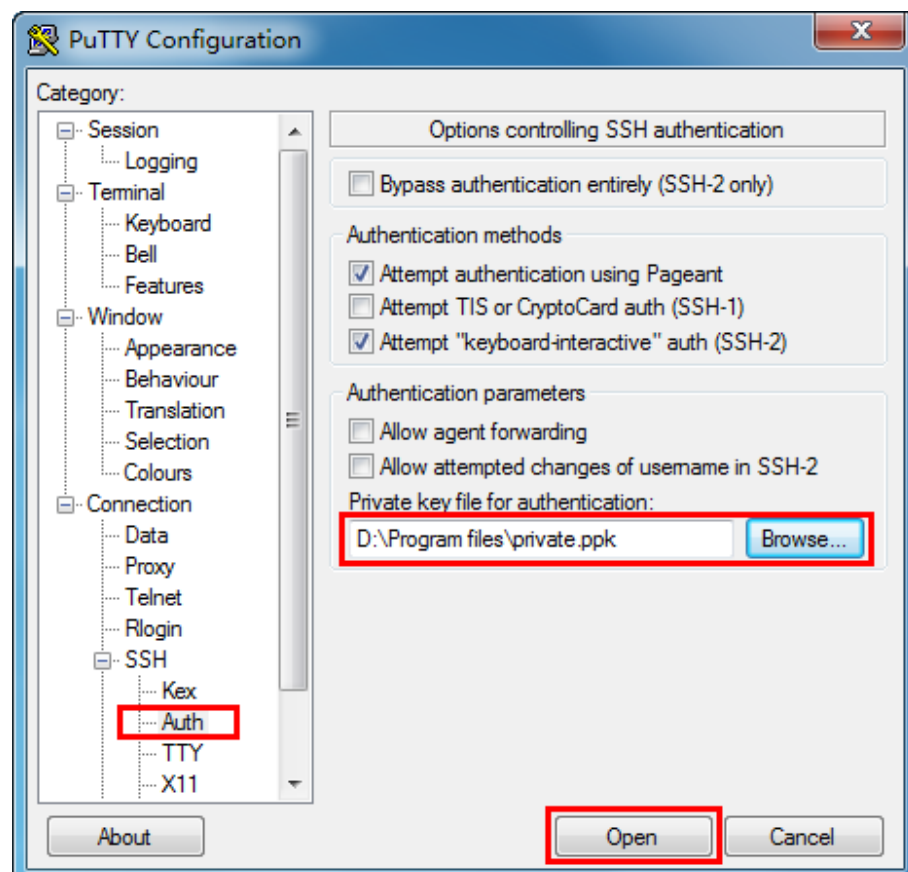 PuTTY Configuration
Category:
Session
Logging
Terminal
Keyboard
Bell
Features
Window
Appearance
Behaviour
Translation
Selection
Colours
Connection
Data
Proxy
Telnet
Rlogin
SSH
Kex
Auth
TTY
X11
Options controlling SSH authentication
Bypass authentication entirely (SSH-2 only)
Authentication methods
Attempt authentication using Pageant
Attempt TIS or CryptoCard auth (SSH-1)
Attempt "keyboard-interactive" auth (SSH-2)
Authentication parameters
Allow agent forwarding
Allow attempted changes of username in SSH-2
Private key file for authentication:
D:\Program files\private.ppk
Browse...
About
Open
Cancel